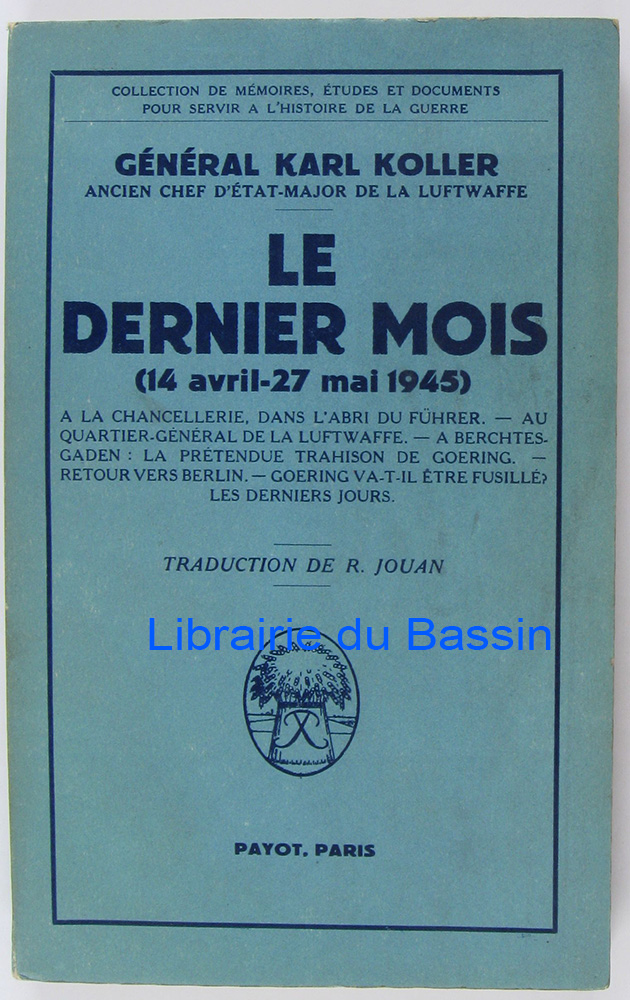 COLLECTION DE MÉMOIRES, ÉTUDES ET DOCUMENTS
POUR SERVIR A L'HISTOIRE DE LA GUERRE
GÉNÉRAL KARL KOLLER
ANCIEN CHEF D'ÉTAT-MAJOR DE LA LUFTWAFFE
LE
DERNIER MOIS
(14 avril-27 mai 1945)
A LA CHANCELLERIE, DANS L'ABRI DU FÜHRER. — AU
QUARTIER-GÉNÉRAL DE LA LUFTWAFFE. — A BERCHTES-
GADEN : LA PRÉTENDUE TRAHISON DE GOERING. —
RETOUR VERS BERLIN. — GOERING VA-T-IL ÊTRE FUSILLÉ?
LES DERNIERS JOURS.
TRADUCTION DE R. JOUAN
Librairie du Bassin
PAYOT, PARIS